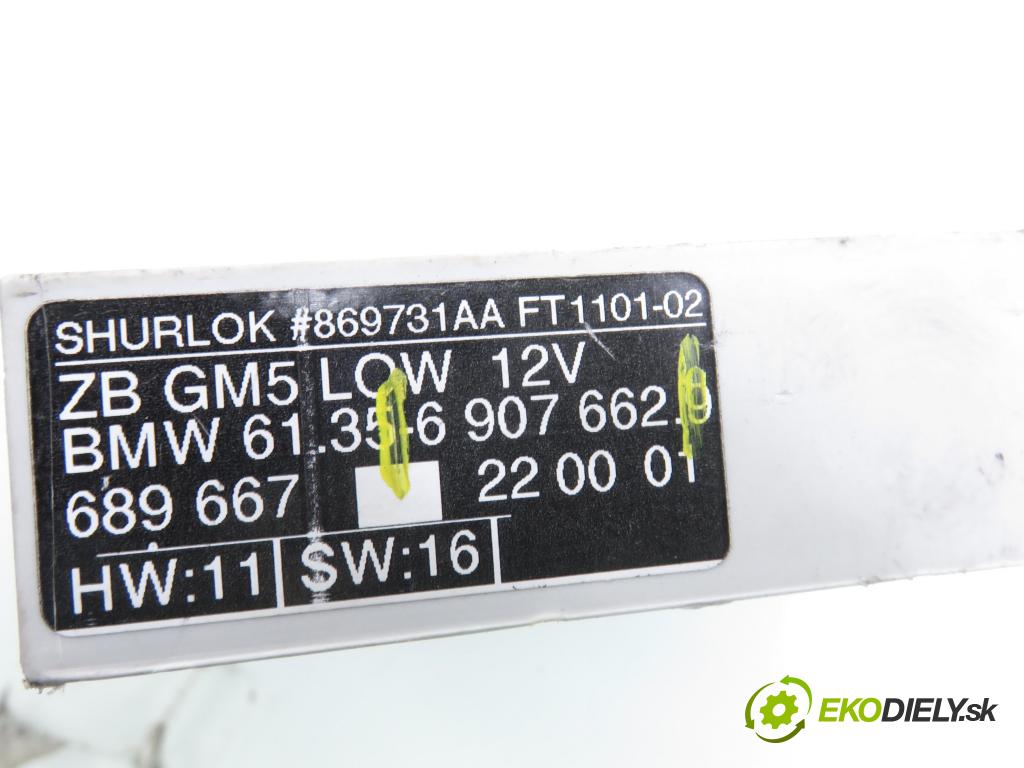 SHURLOK #869731AA FT1101-02
ZB GM5 LOW 12V
BMW 61.35-6 907 662.9
689 667 22 00 01
HW:11 SW:16
EKODIELY.sk